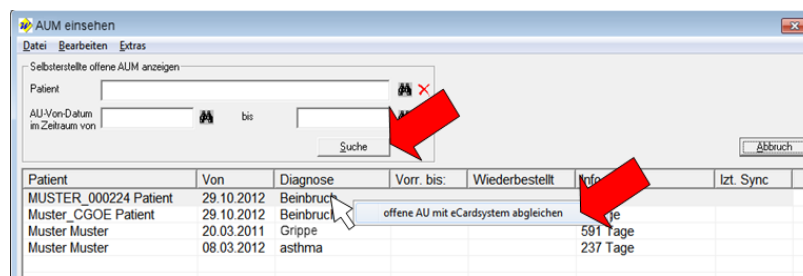 AUM einsehen
Datei Bearbeiten Extras
Selbsterstellte offene AUM anzeigen
Patient
AU-Von-Datum bis
im Zeitraum von
Suche
Abbruch
Patient Von Diagnose Vorr. bis: Wiederbestellt Info lzt. Sync
MUSTER_000224 Patient 29.10.2012 Beinbruch
Muster_CGOE Patient 29.10.2012 Beinbruch
offene AU mit eCardsystem abgleichen
Muster Muster 20.03.2011 Grippe 591 Tage
Muster Muster 08.03.2012 asthma 237 Tage